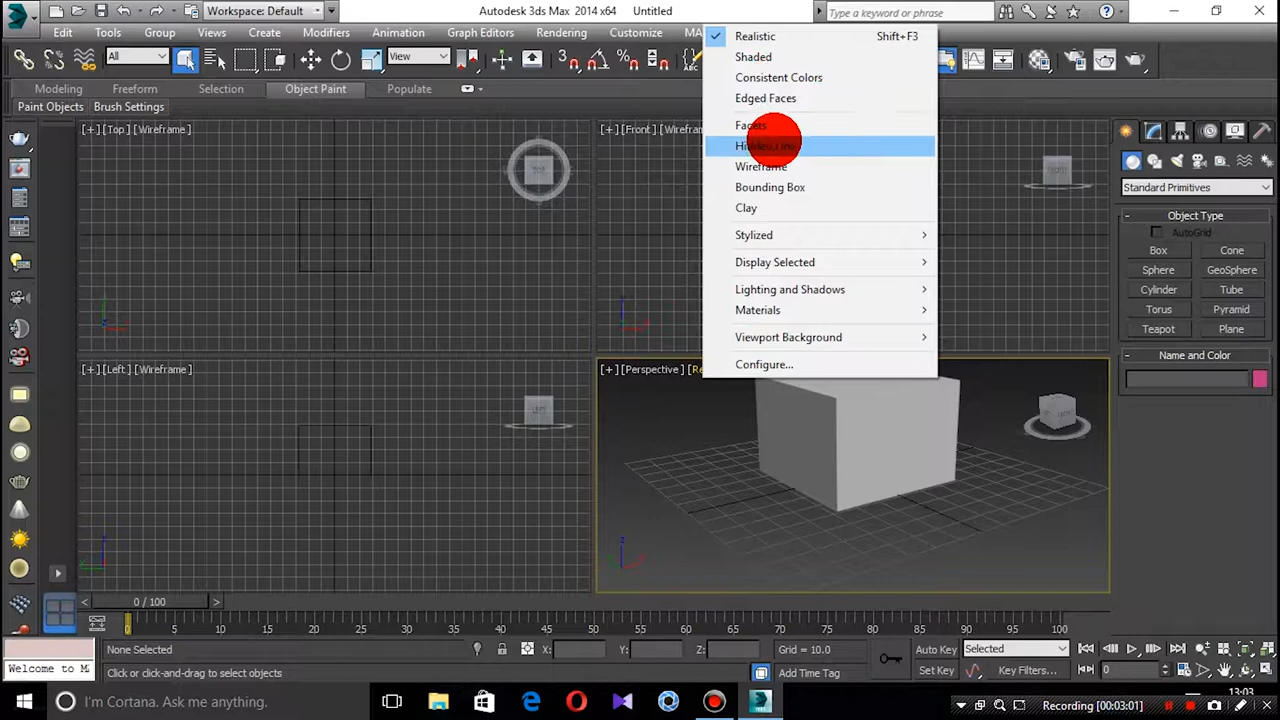 Workspace: Default
Autodesk 3ds Max 2014 x64 Untitled
Type a keyword or phrase
Edit Tools Group Views Create Modifiers Animation Graph Editors Rendering Customize MA
All
View
Modeling Freeform Selection Object Paint Populate
Paint Objects Brush Settings
[+] [Top] [Wireframe]
TOP
[+] [Front] [Wirefram
FRONT
Realistic Shift+F3
Shaded
Consistent Colors
Edged Faces
Facets
Wireframe
Bounding Box
Clay
Stylized
Display Selected
Lighting and Shadows
Materials
Viewport Background
Configure...
Standard Primitives
Object Type
AutoGrid
Box Cone
Sphere GeoSphere
Cylinder Tube
Torus Pyramid
Teapot Plane
Name and Color
[+] [Left] [Wireframe]
LEFT
[+] [Perspective] [Re
0 / 100
0 5 10 15 20 25 30 35 40 45 50 55 60 65 70 75 80 85 90 95 100
None Selected X: Y: Z: Grid = 10.0 Auto Key Selected
Welcome to M
Click or click-and-drag to select objects Add Time Tag Set Key Key Filters... 0
I'm Cortana. Ask me anything.
13:03
Recording [00:03:01]